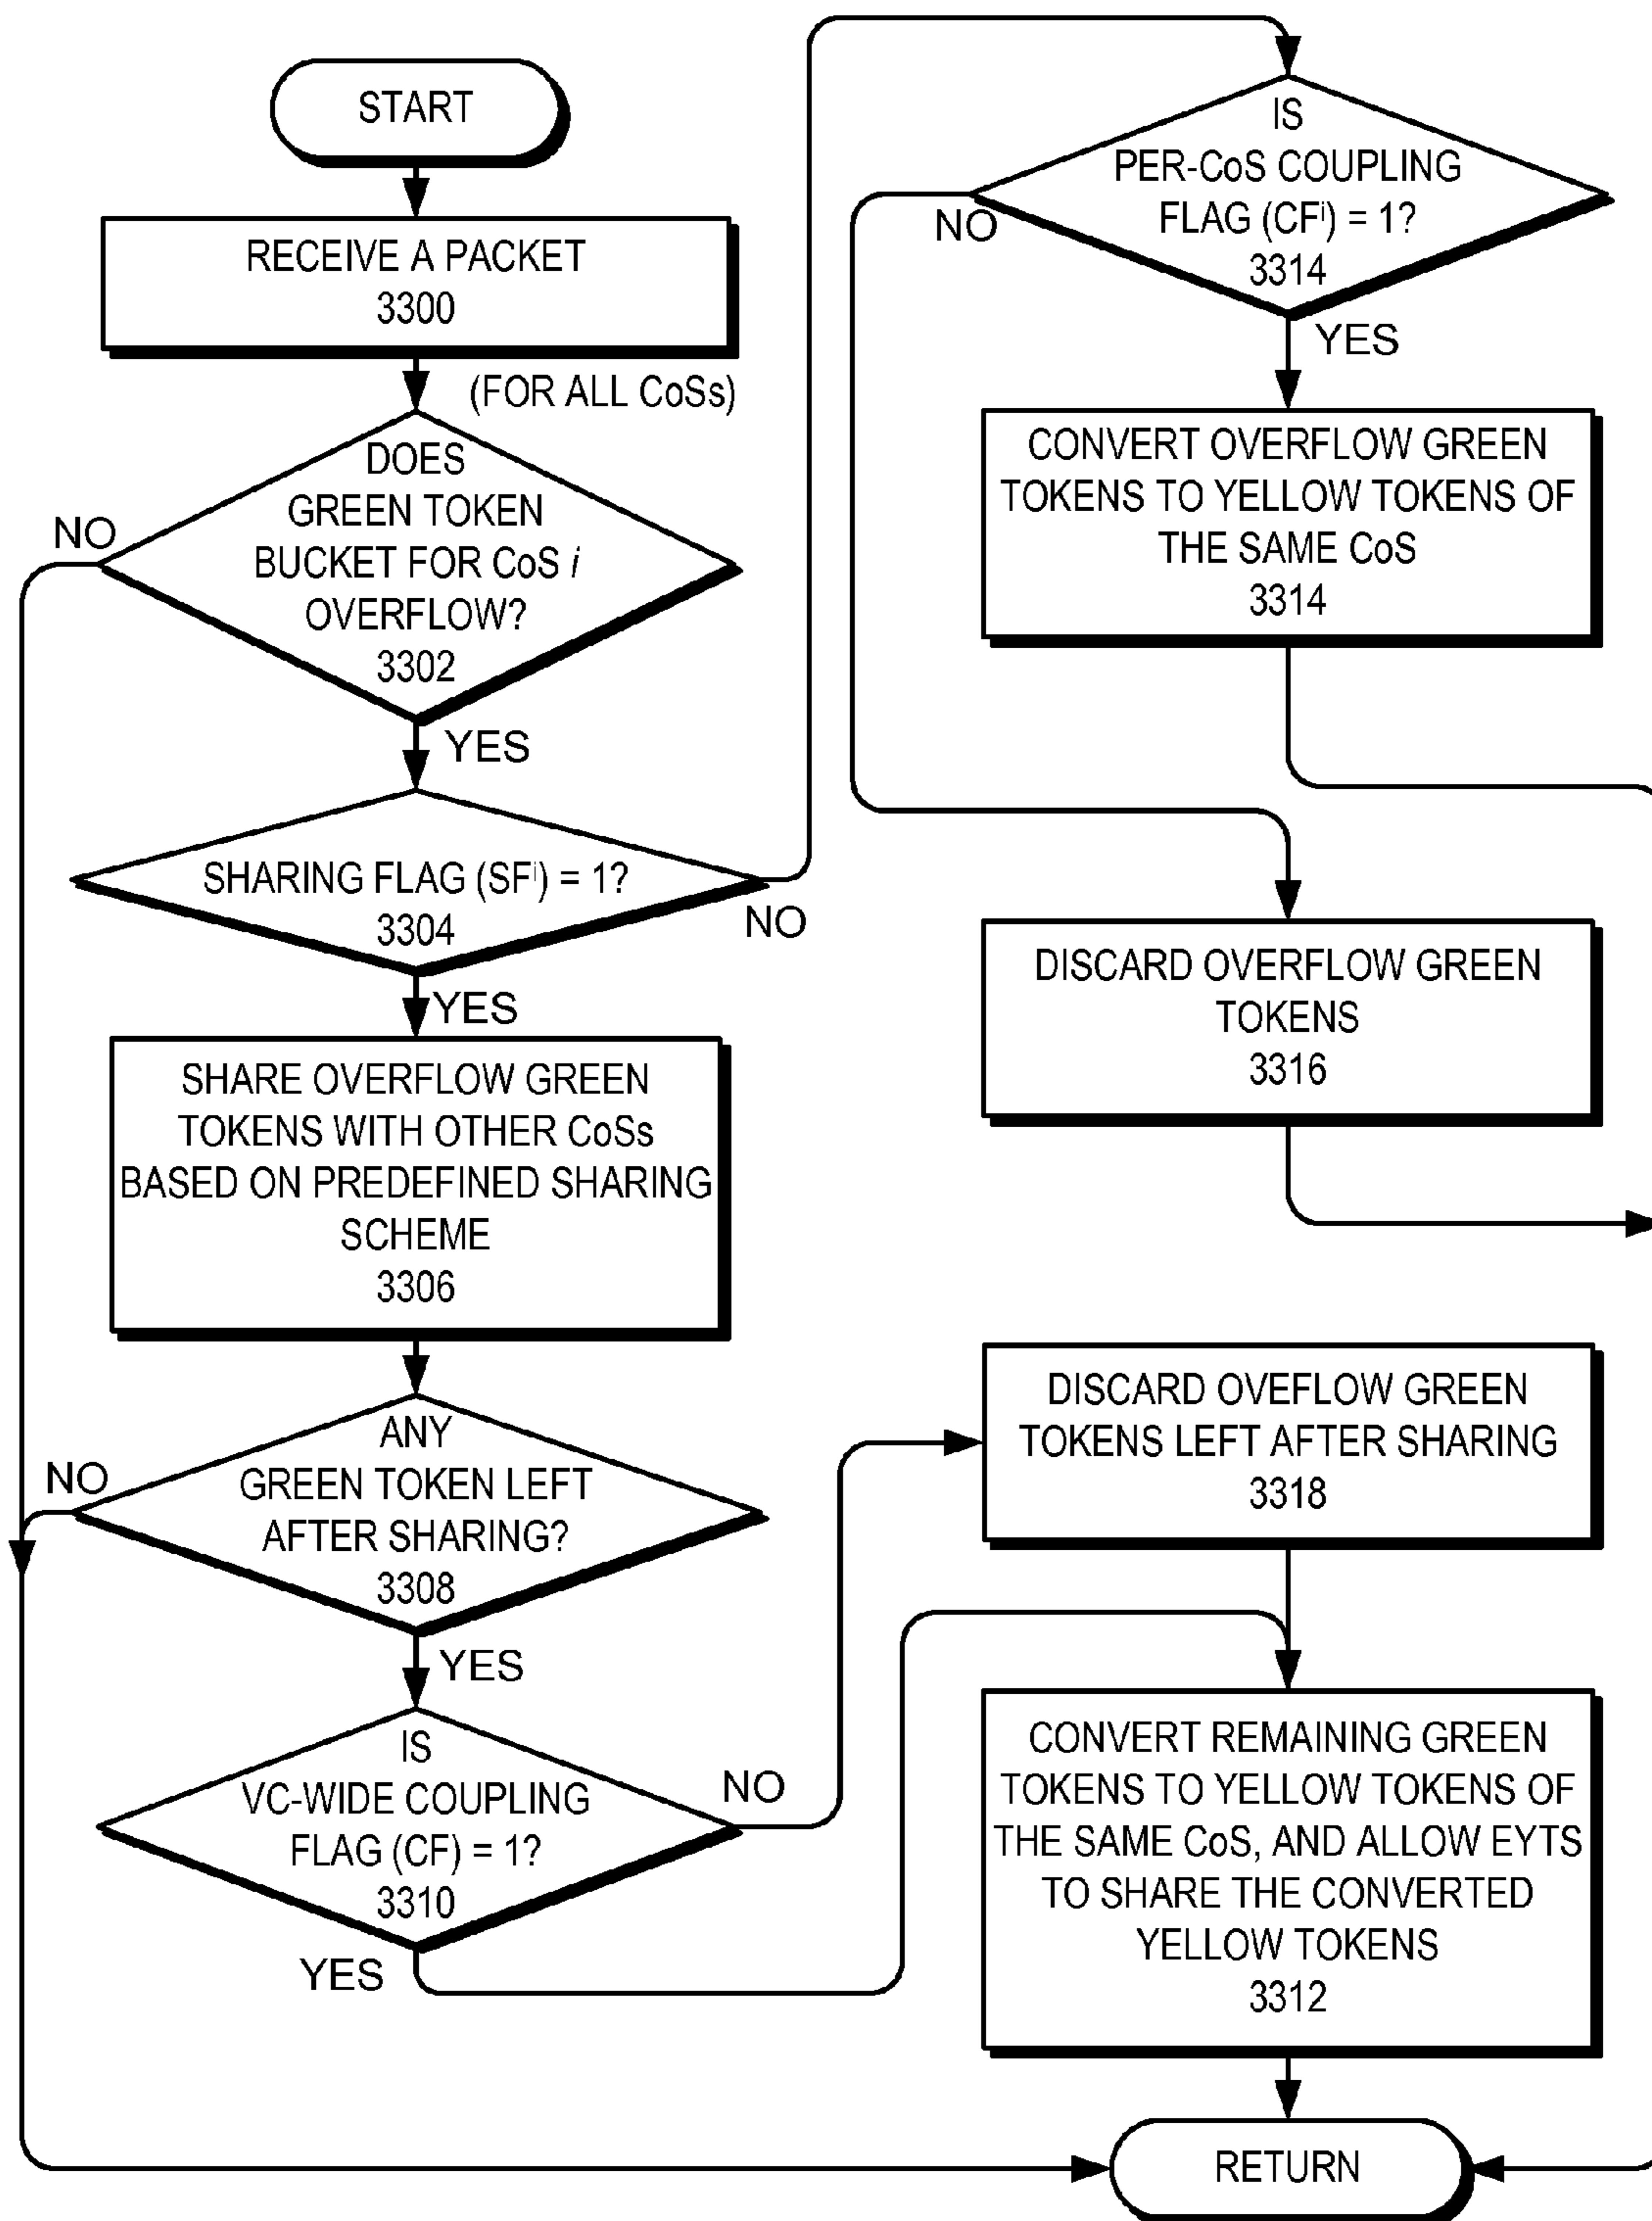 START
RECEIVE A PACKET
3300
(FOR ALL CoSs)
DOES
GREEN TOKEN
BUCKET FOR CoS i
OVERFLOW?
3302
NO
YES
SHARING FLAG (SFⁱ) = 1?
3304
NO
YES
SHARE OVERFLOW GREEN
TOKENS WITH OTHER CoSs
BASED ON PREDEFINED SHARING
SCHEME
3306
ANY
GREEN TOKEN LEFT
AFTER SHARING?
3308
NO
YES
IS
VC-WIDE COUPLING
FLAG (CF) = 1?
3310
NO
YES
IS
PER-CoS COUPLING
FLAG (CFⁱ) = 1?
3314
NO
YES
CONVERT OVERFLOW GREEN
TOKENS TO YELLOW TOKENS OF
THE SAME CoS
3314
DISCARD OVERFLOW GREEN
TOKENS
3316
DISCARD OVEFLOW GREEN
TOKENS LEFT AFTER SHARING
3318
CONVERT REMAINING GREEN
TOKENS TO YELLOW TOKENS OF
THE SAME CoS, AND ALLOW EYTS
TO SHARE THE CONVERTED
YELLOW TOKENS
3312
RETURN